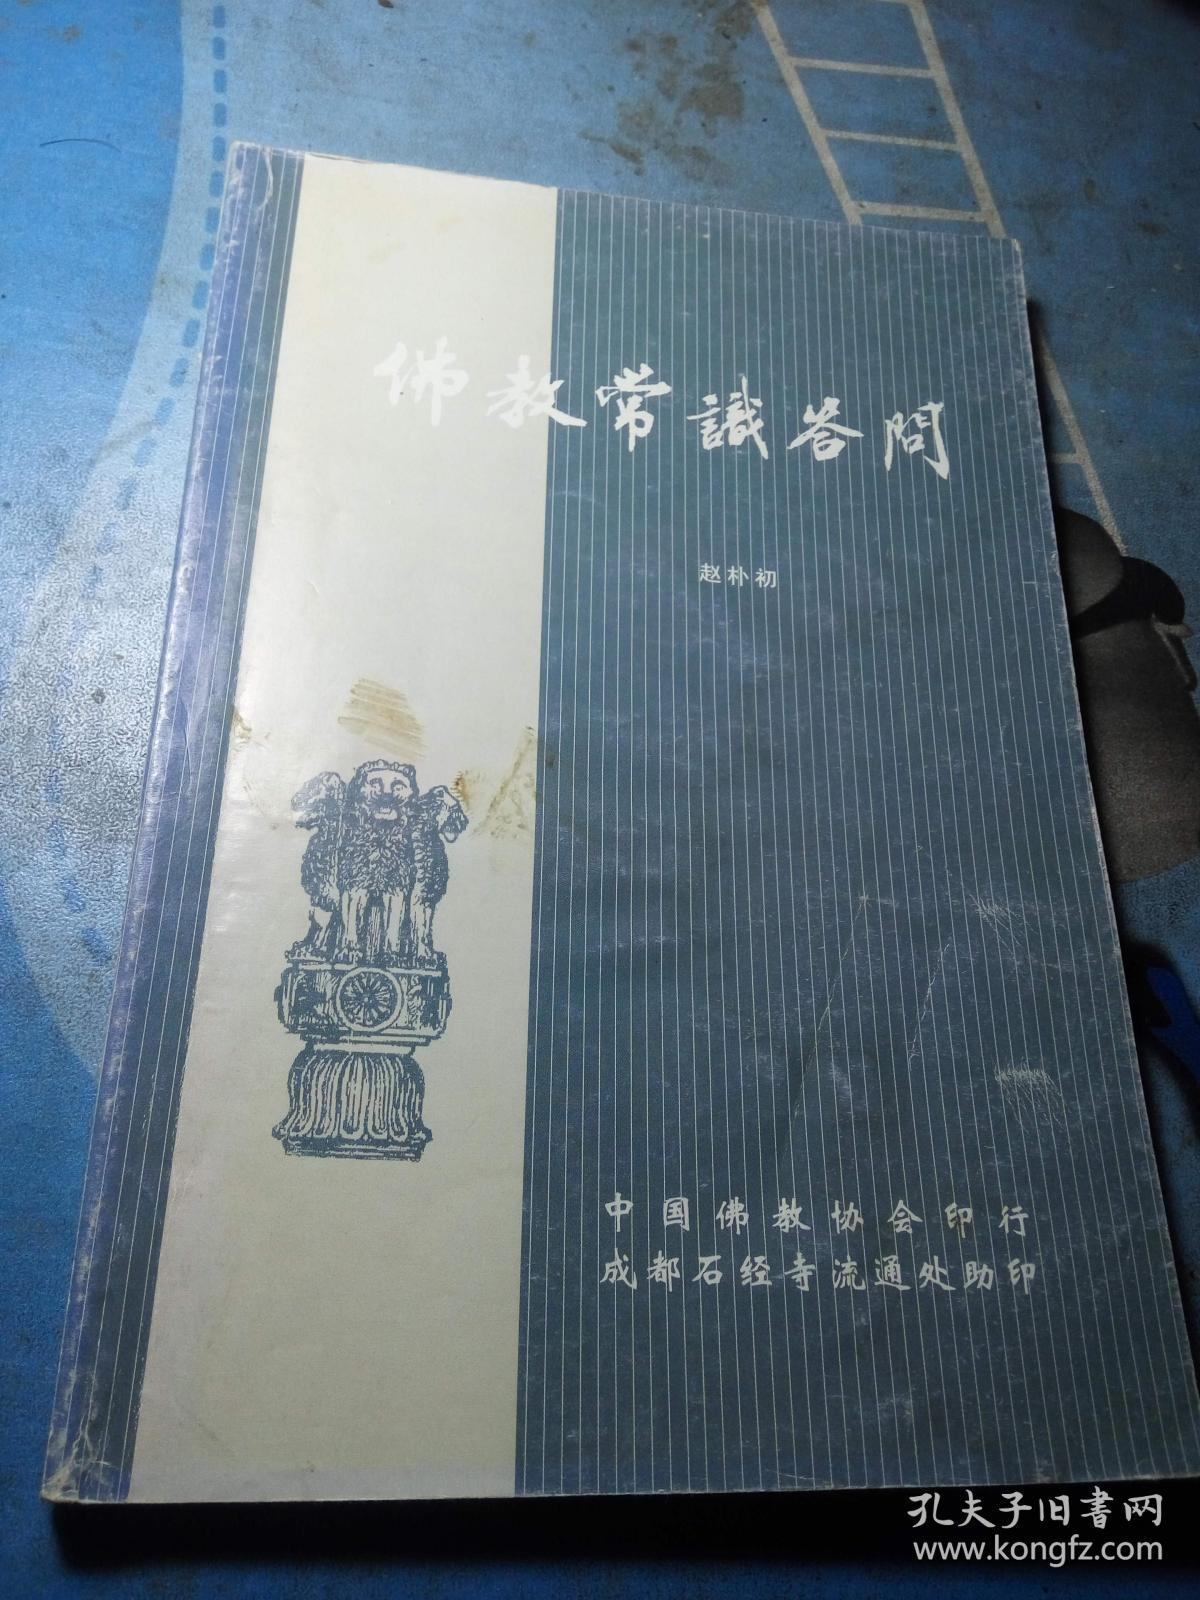 佛教常識答問
赵朴初
中国佛教协会印行
成都石经寺流通处助印
孔夫子旧書网
www.kongfz.com